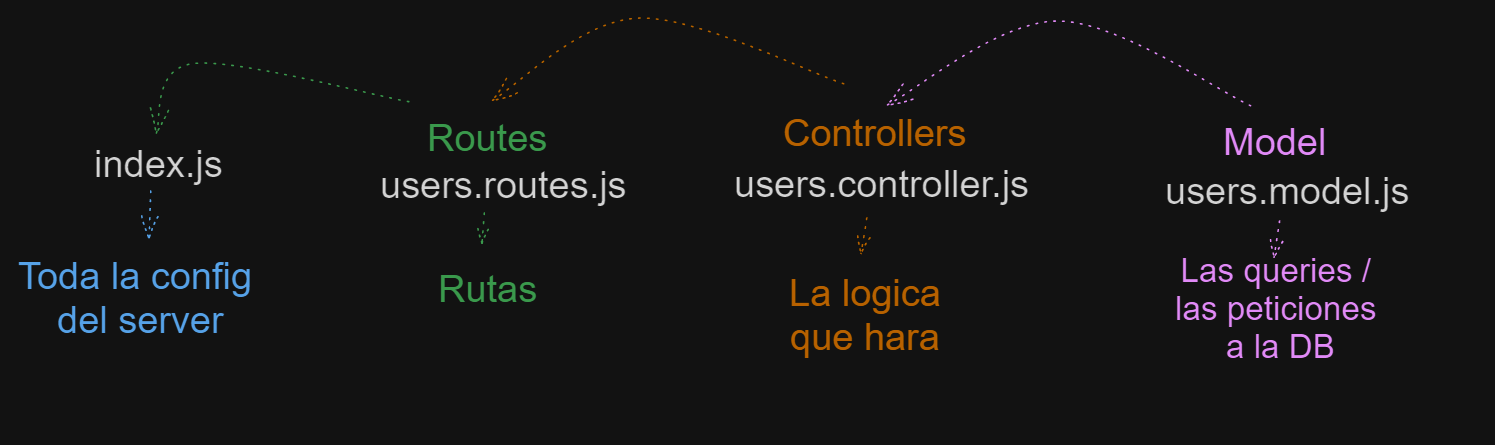 index.js
Toda la config
del server
Routes
users.routes.js
Rutas
Controllers
users.controller.js
La logica
que hara
Model
users.model.js
Las queries /
las peticiones
a la DB